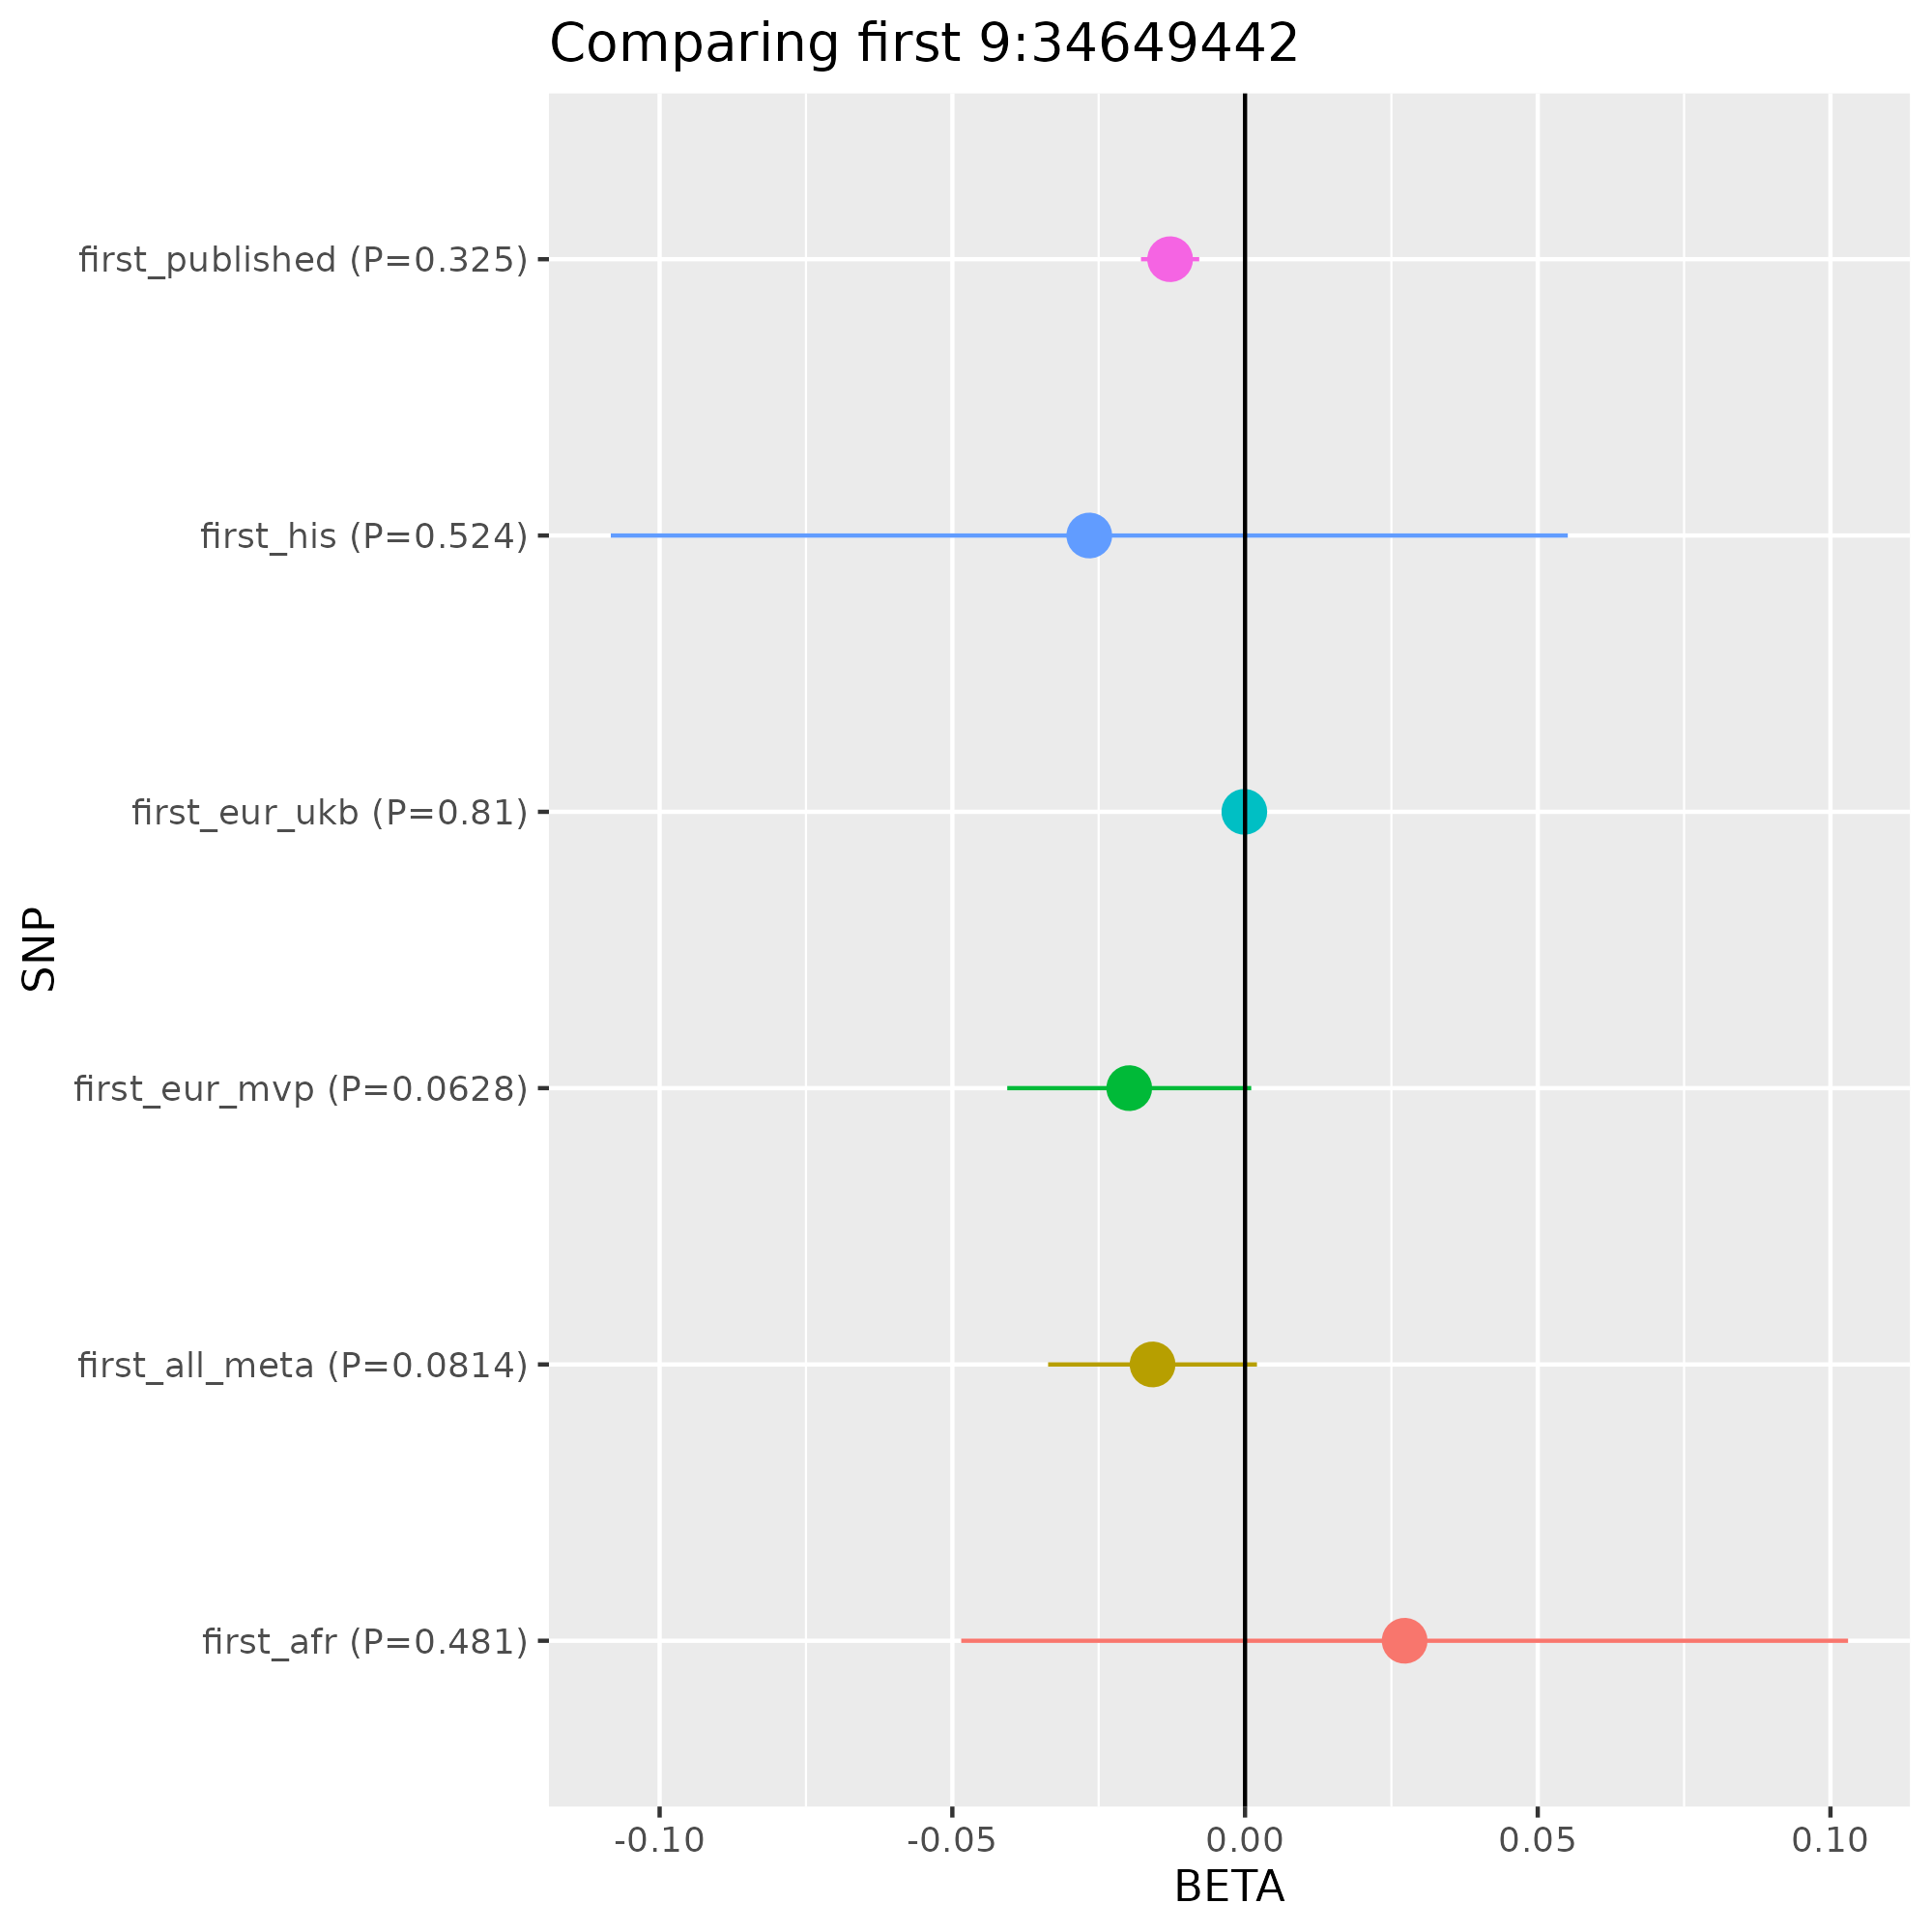 Comparing first 9:34649442
first_published (P=0.325)
first_his (P=0.524)
first_eur_ukb (P=0.81)
SNP
first_eur_mvp (P=0.0628)
first_all_meta (P=0.0814)
first_afr (P=0.481)
-0.10 -0.05 0.00 0.05 0.10
BETA